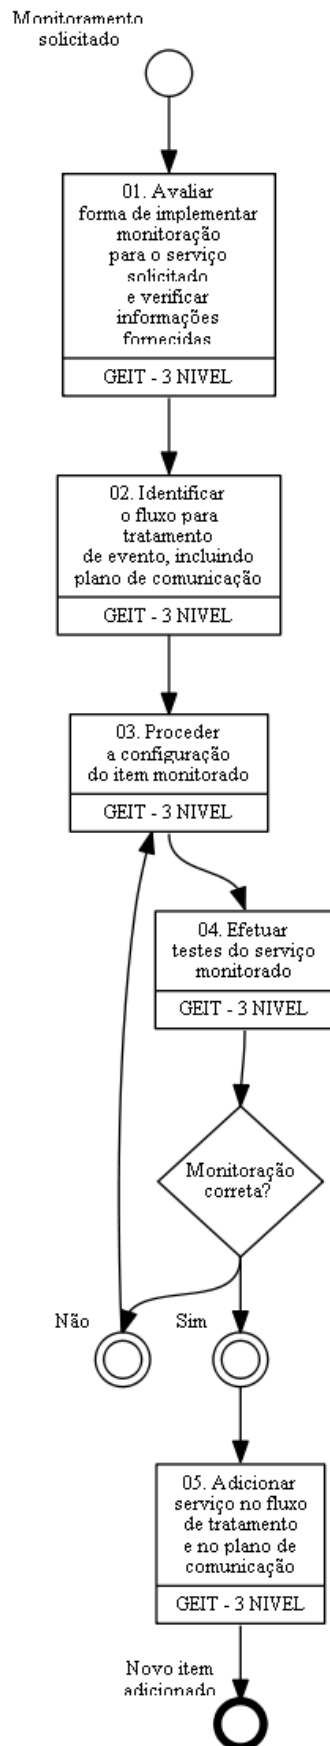 Monitoramento
solicitado
01. Avaliar
forma de implementar
monitoração
para o serviço
solicitado
e verificar
informações
fornecidas
GEIT - 3 NIVEL
02. Identificar
o fluxo para
tratamento
de evento, incluindo
plano de comunicação
GEIT - 3 NIVEL
03. Proceder
a configuração
do item monitorado
GEIT - 3 NIVEL
04. Efetuar
testes do serviço
monitorado
GEIT - 3 NIVEL
Monitoração
correta?
Não
Sim
05. Adicionar
serviço no fluxo
de tratamento
e no plano de
comunicação
GEIT - 3 NIVEL
Novo item
adicionado